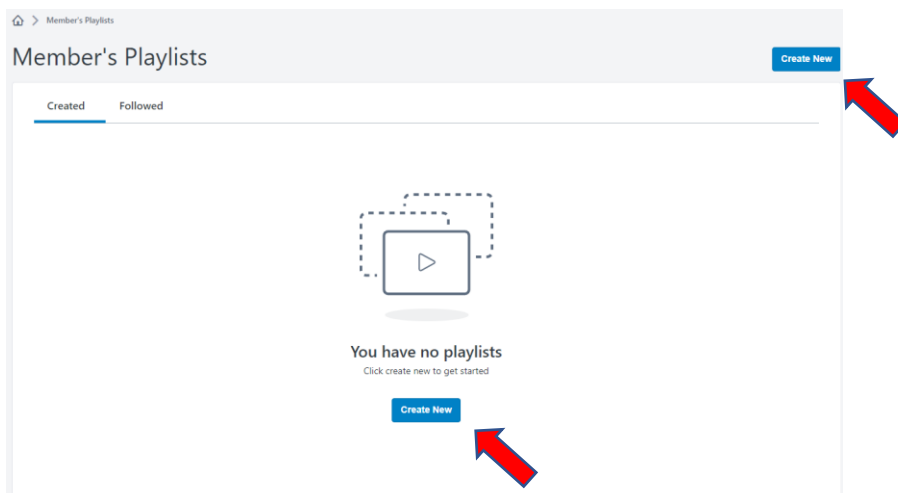 Member's Playlists
Member's Playlists
Create New
Created Followed
You have no playlists
Click create new to get started
Create New